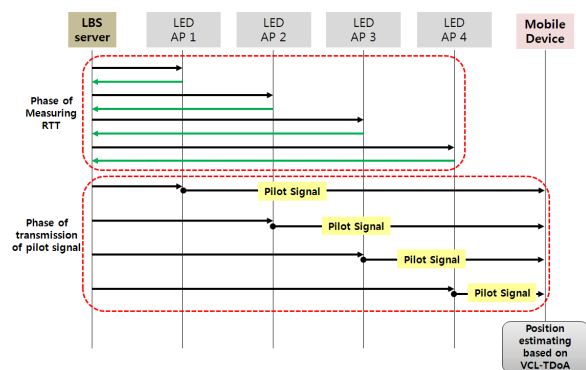 LBS
server
LED
AP 1
LED
AP 2
LED
AP 3
LED
AP 4
Mobile
Device
Phase of
Measuring
RTT
Phase of
transmission
of pilot signal
Pilot Signal
Pilot Signal
Pilot Signal
Pilot Signal
Position
estimating
based on
VCL-TDoA